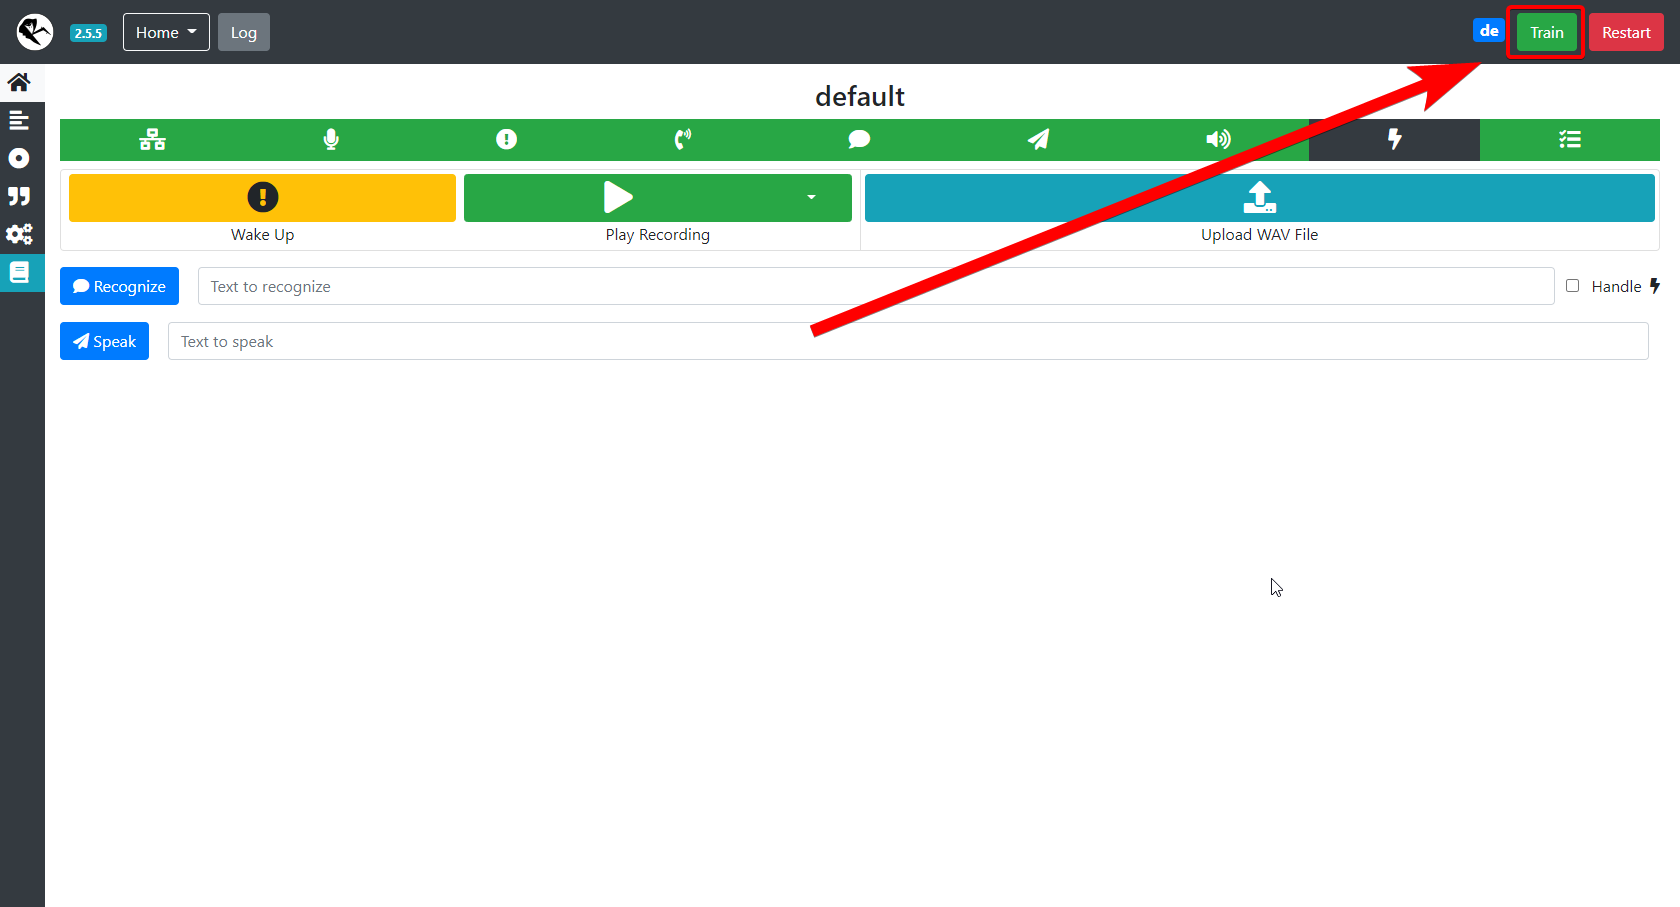 2.5.5 Home Log de Train Restart
default
Wake Up Play Recording Upload WAV File
Recognize Text to recognize Handle
Speak Text to speak